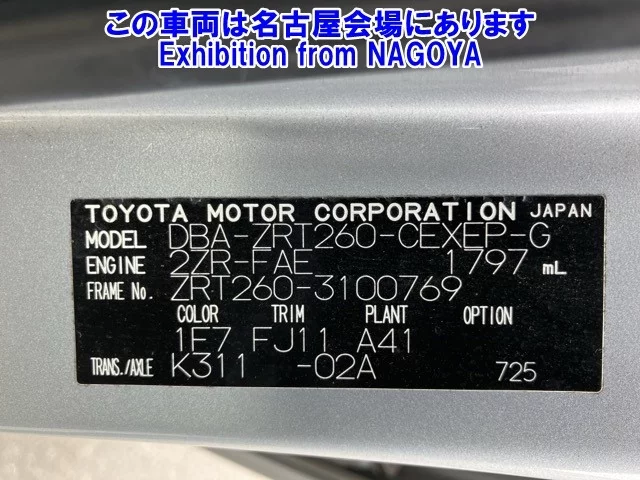 この車両は名古屋会場にあります
Exhibition from NAGOYA
TOYOTA MOTOR CORPORATION JAPAN
MODEL DBA-ZRT260-CEXEP-G
ENGINE 2ZR-FAE 1797 mL
FRAME No. ZRT260-3100769
COLOR TRIM PLANT OPTION
1F7 FJ11 A41
TRANS./AXLE K311 -02A 725